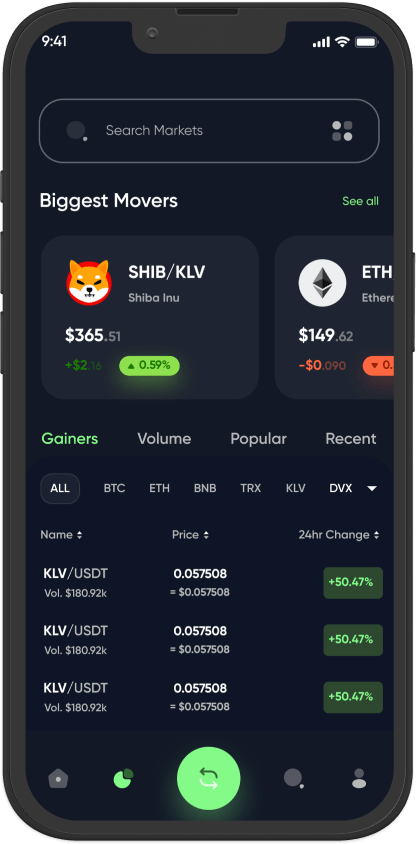 9:41
Search Markets
Biggest Movers See all
SHIB/KLV
Shiba Inu
$365.51
+$2.16 0.59%
ETH
Ethere
$149.62
-$0.090 0.
Gainers Volume Popular Recent
ALL BTC ETH BNB TRX KLV DVX
Name Price 24hr Change
KLV/USDT 0.057508 +50.47%
Vol. $180.92k = $0.057508
KLV/USDT 0.057508 +50.47%
Vol. $180.92k = $0.057508
KLV/USDT 0.057508 +50.47%
Vol. $180.92k = $0.057508